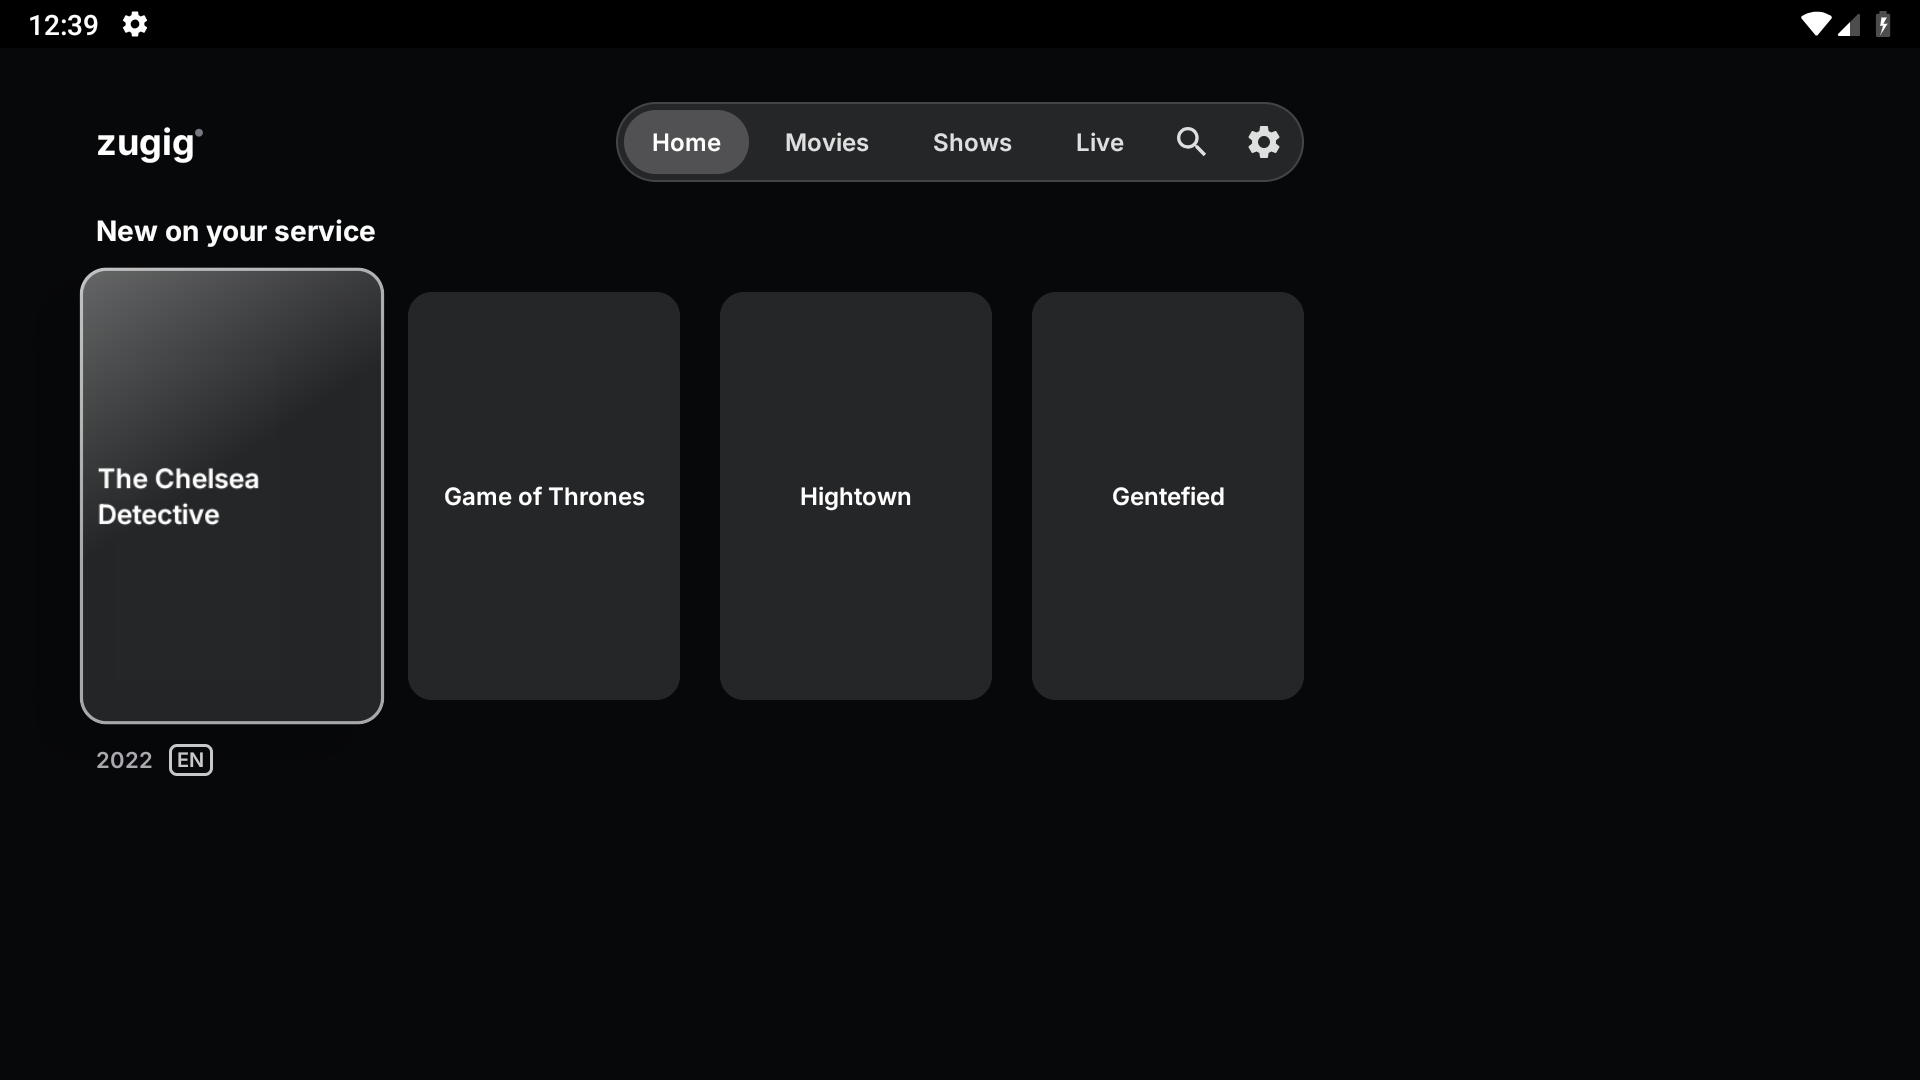 12:39
zugig
Home
Movies
Shows
Live
New on your service
The Chelsea
Detective
Game of Thrones
Hightown
Gentefied
2022 EN